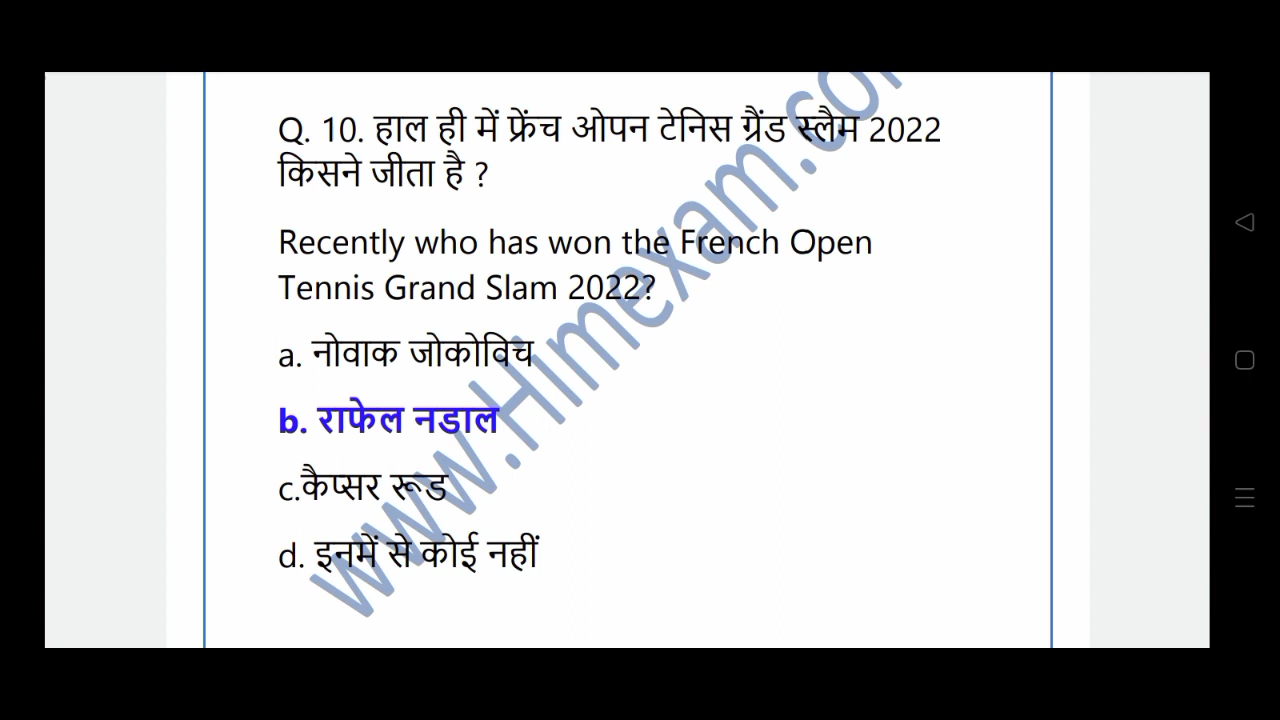 Q. 10. हाल ही में फ्रेंच ओपन टेनिस ग्रैंड स्लैम 2022
किसने जीता है ?
Recently who has won the French Open
Tennis Grand Slam 2022?
a. नोवाक जोकोविच
b. राफेल नडाल
c.कैप्सर रूड
d. इनमें से कोई नहीं
www.Himexam.com